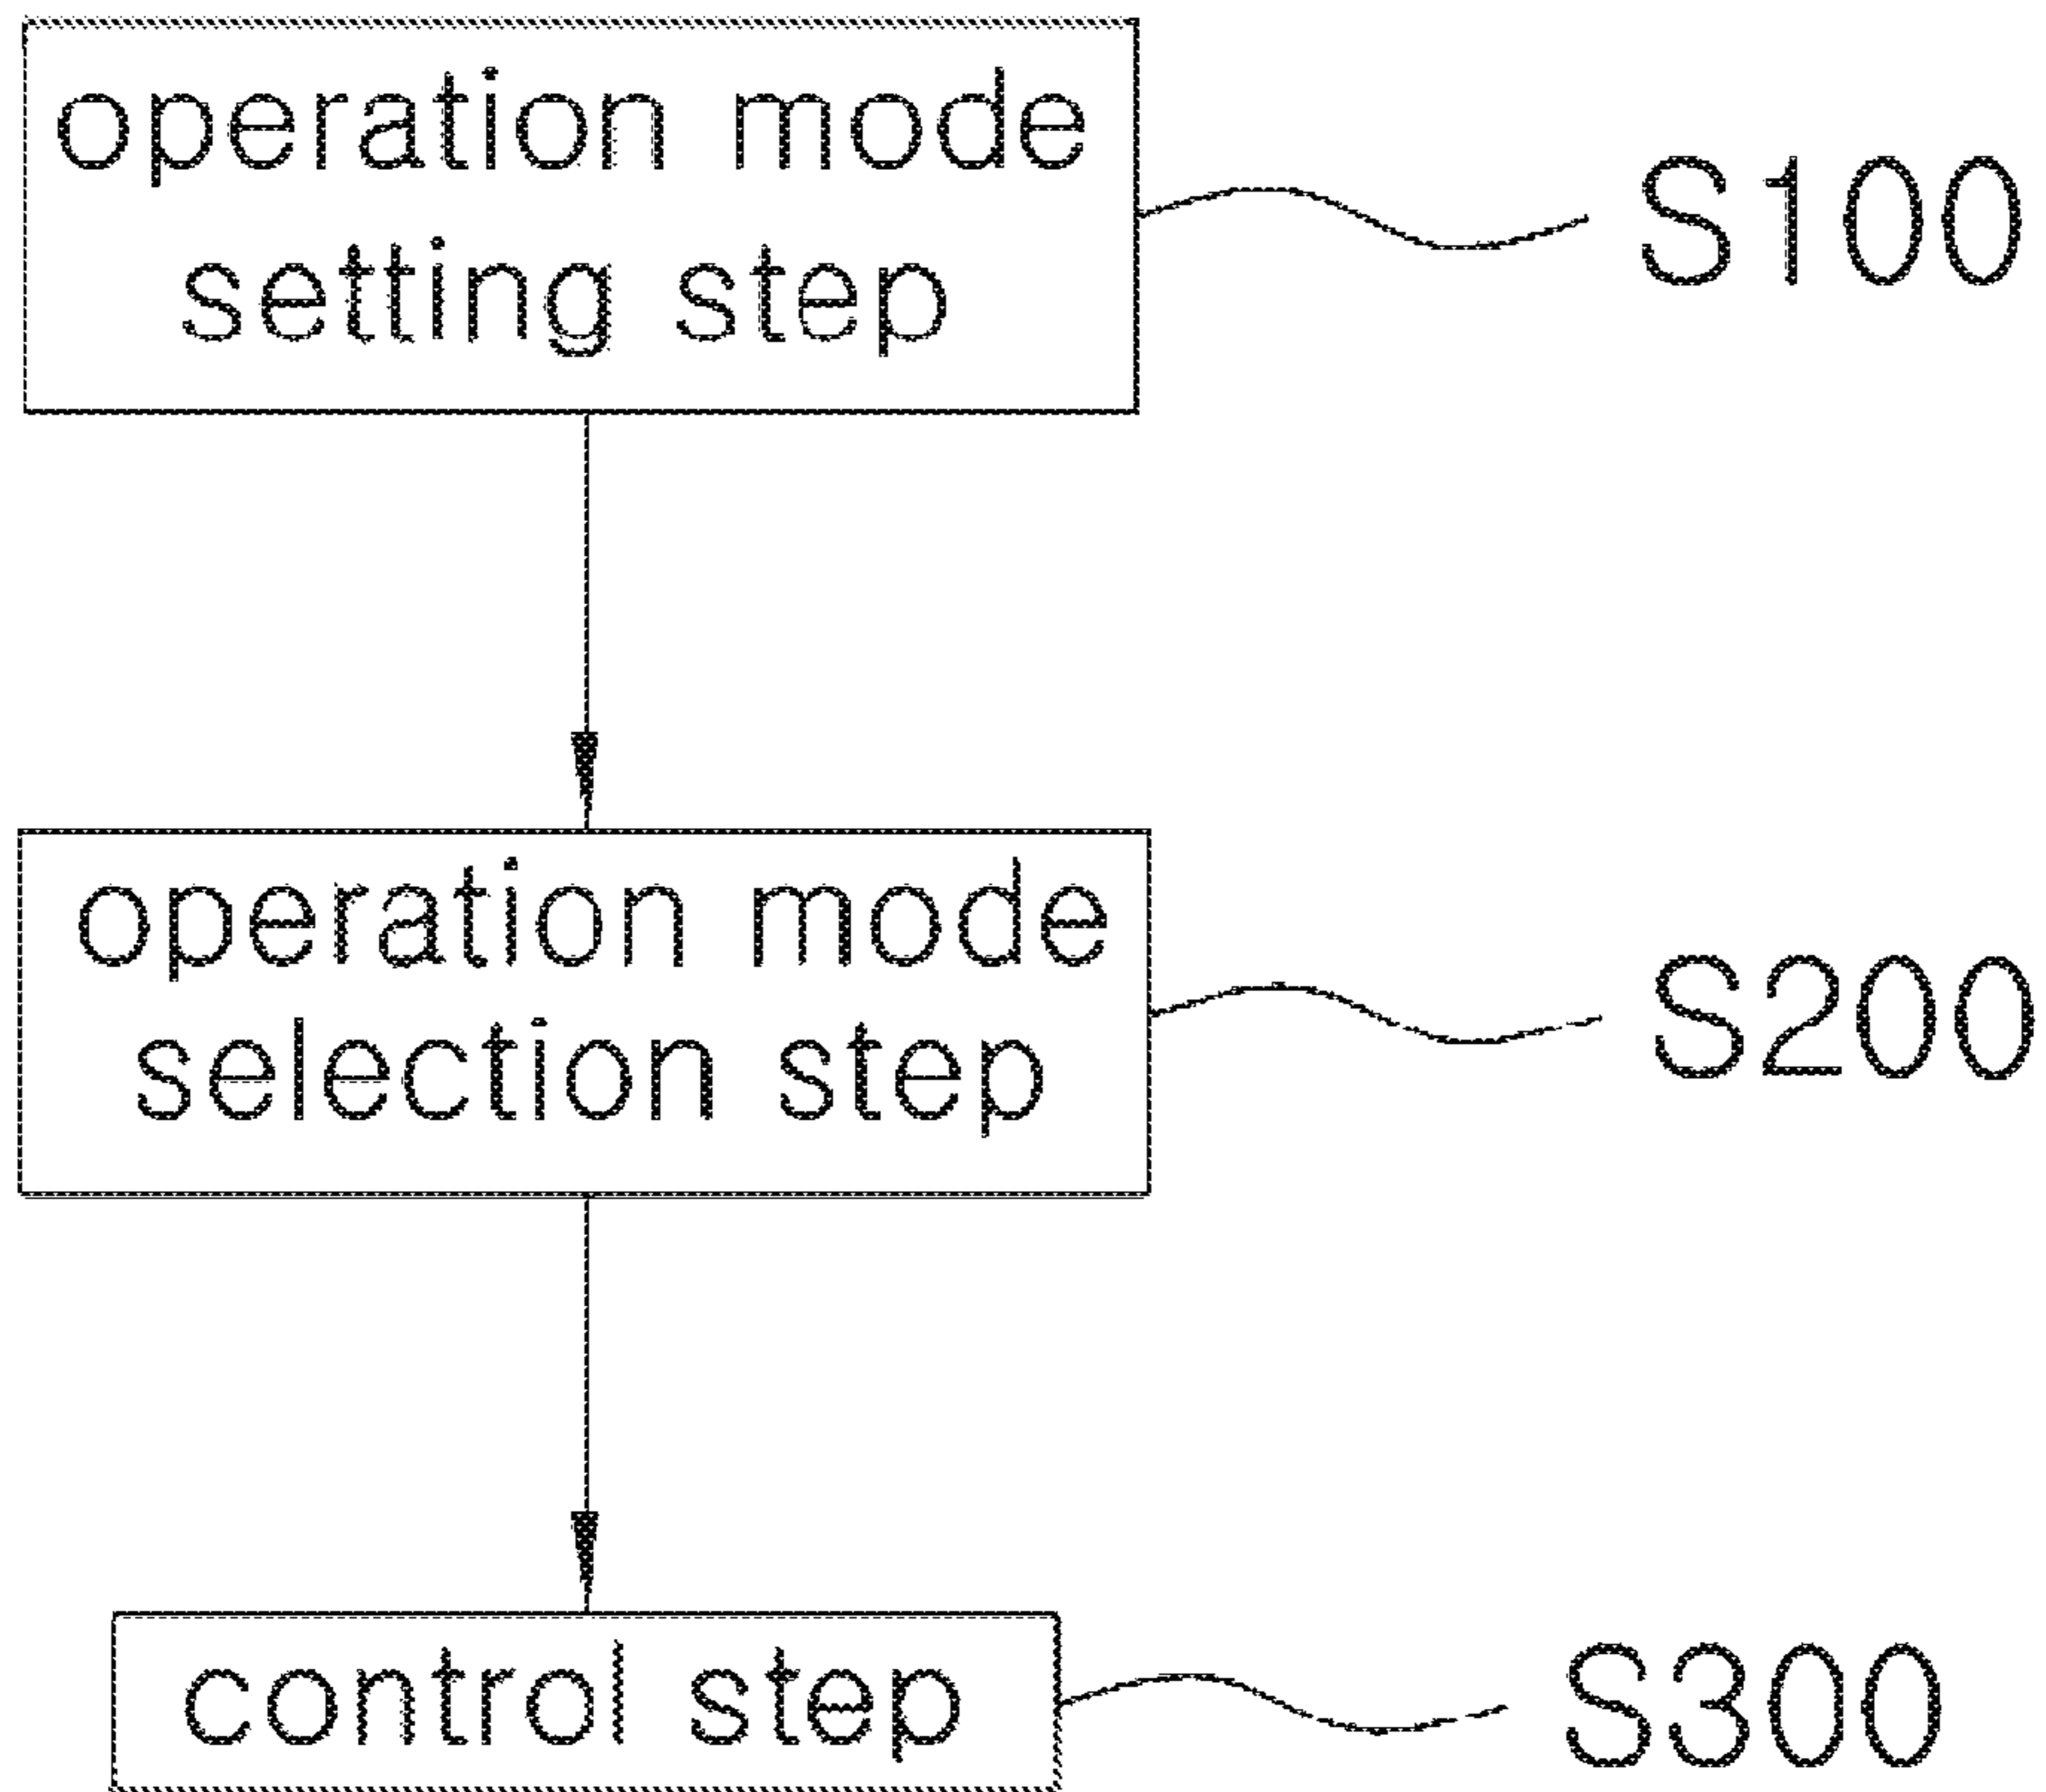 operation mode
setting step
S100
operation mode
selection step
S200
control step
S300